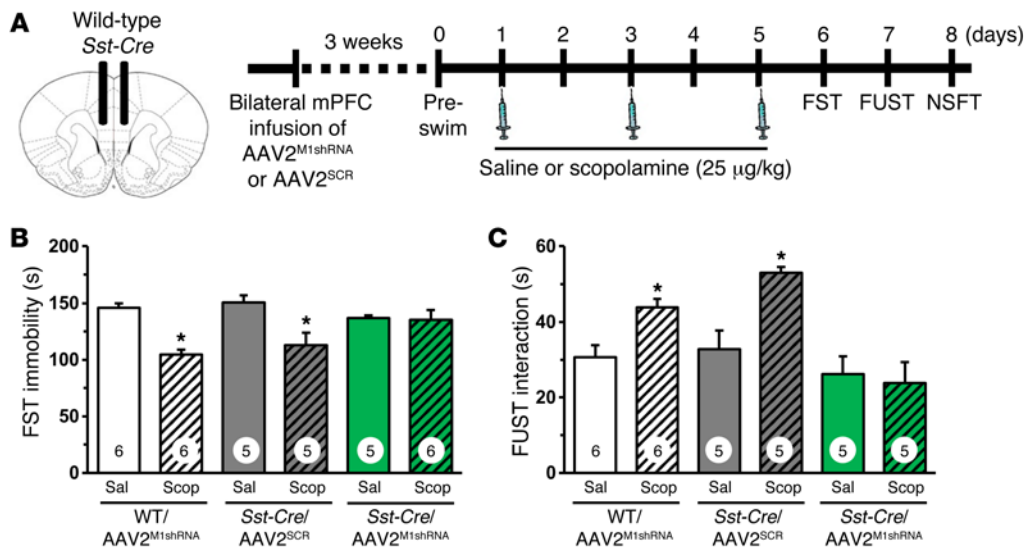 A
Wild-type
Sst-Cre
3 weeks
0 1 2 3 4 5 6 7 8 (days)
Bilateral mPFC
infusion of
AAV2M1shRNA
or AAV2SCR
Pre-
swim
FST FUST NSFT
Saline or scopolamine (25 μg/kg)
B
FST immobility (s)
200
150
100
50
0
6 6 5 5 5 6
Sal Scop Sal Scop Sal Scop
WT/ Sst-Cre/ Sst-Cre/
AAV2M1shRNA AAV2SCR AAV2M1shRNA
* *
C
FUST interaction (s)
60
40
20
0
6 6 5 5 5 5
Sal Scop Sal Scop Sal Scop
WT/ Sst-Cre/ Sst-Cre/
AAV2M1shRNA AAV2SCR AAV2M1shRNA
* *